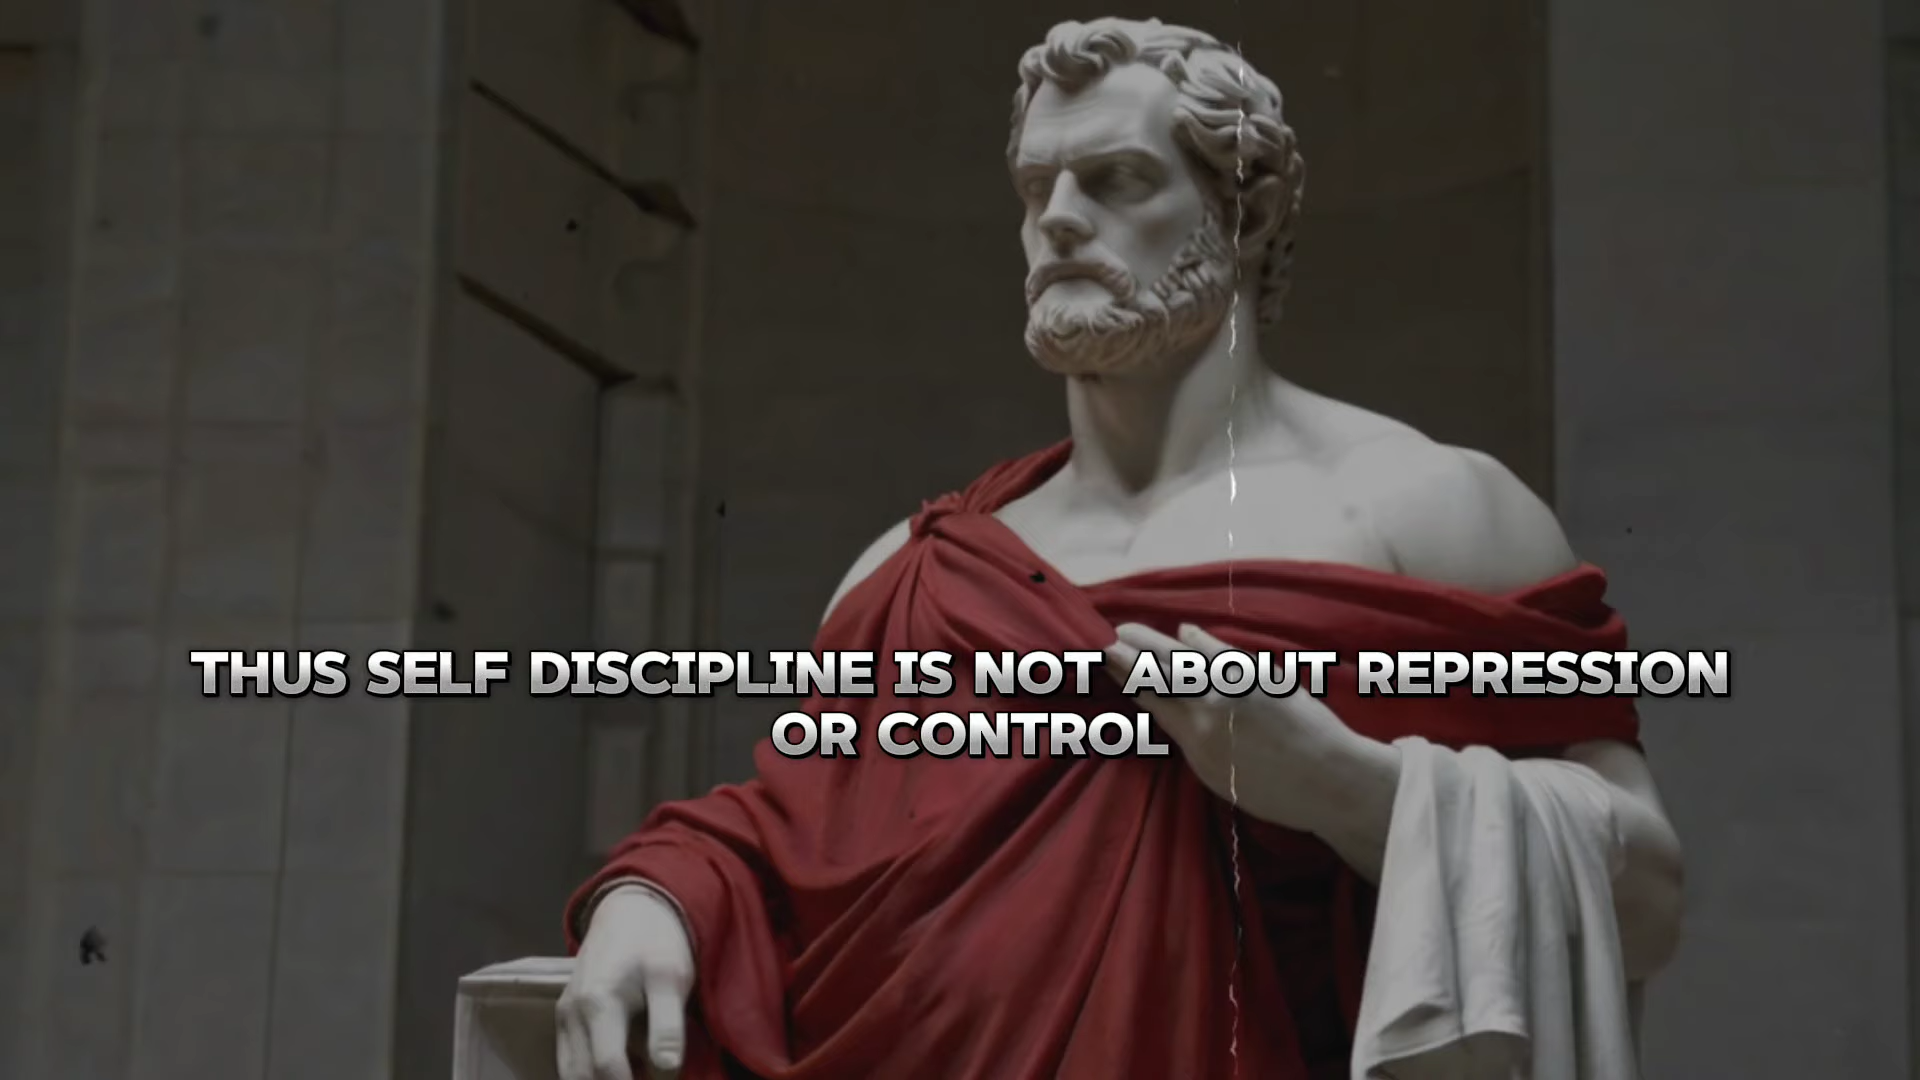 THUS SELF DISCIPLINE IS NOT ABOUT REPRESSION
OR CONTROL